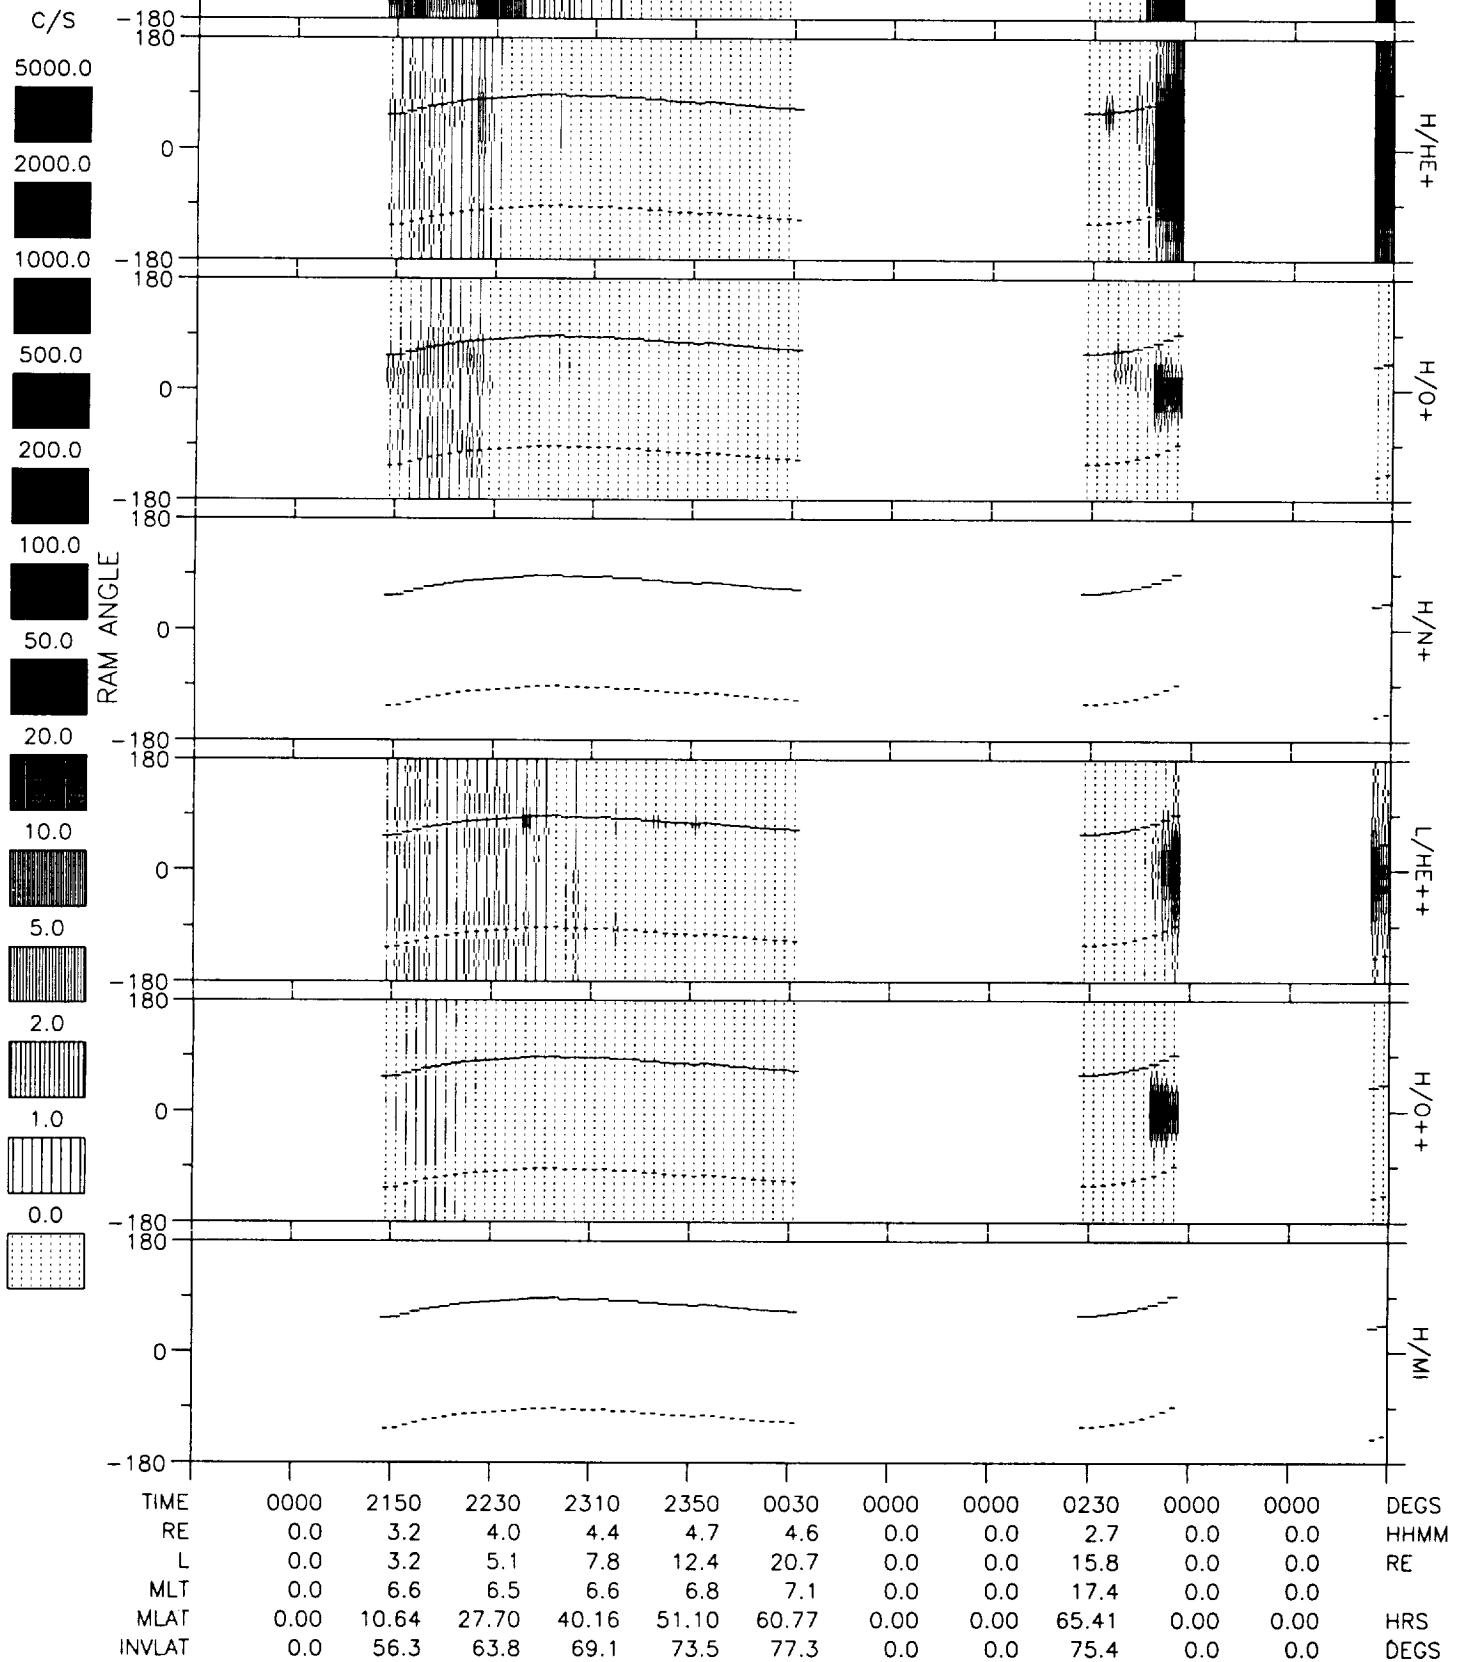 C/S
5000.0
2000.0
1000.0
500.0
200.0
100.0
50.0
20.0
10.0
5.0
2.0
1.0
0.0
RAM ANGLE
-180
180
0
-180
H/HE+
180
0
-180
H/O+
180
0
-180
H/N+
180
0
-180
L/HE++
180
0
-180
H/O++
180
0
-180
H/MI
TIME 0000 2150 2230 2310 2350 0030 0000 0000 0230 0000 0000 DEGS
RE 0.0 3.2 4.0 4.4 4.7 4.6 0.0 0.0 2.7 0.0 0.0 HHMM
L 0.0 3.2 5.1 7.8 12.4 20.7 0.0 0.0 15.8 0.0 0.0 RE
MLT 0.0 6.6 6.5 6.6 6.8 7.1 0.0 0.0 17.4 0.0 0.0
MLAT 0.00 10.64 27.70 40.16 51.10 60.77 0.00 0.00 65.41 0.00 0.00 HRS
INVLAT 0.0 56.3 63.8 69.1 73.5 77.3 0.0 0.0 75.4 0.0 0.0 DEGS